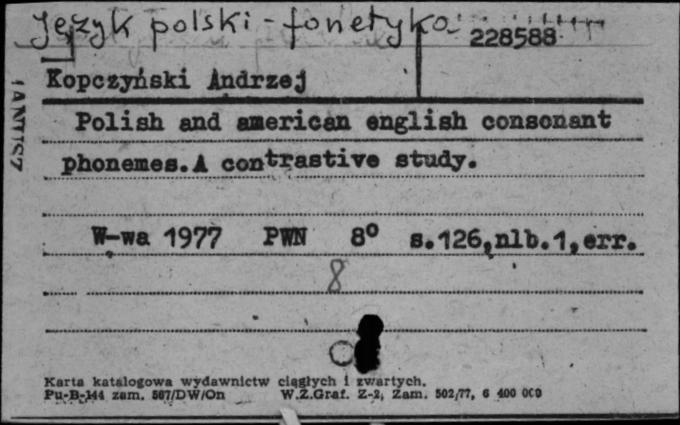 język polski - fonetyka
228588
Kopczyński Andrzej
Polish and american english consonant
phonemes. A contrastive study.
W-wa 1977 PWN 8° s.126,nlb.1,err.
8
Karta katalogowa wydawnictw ciągłych i zwartych.
Pu-B-144 zam. 567/DW/On W.Z.Graf. Z-2, Zam. 502/77, 6 400 000